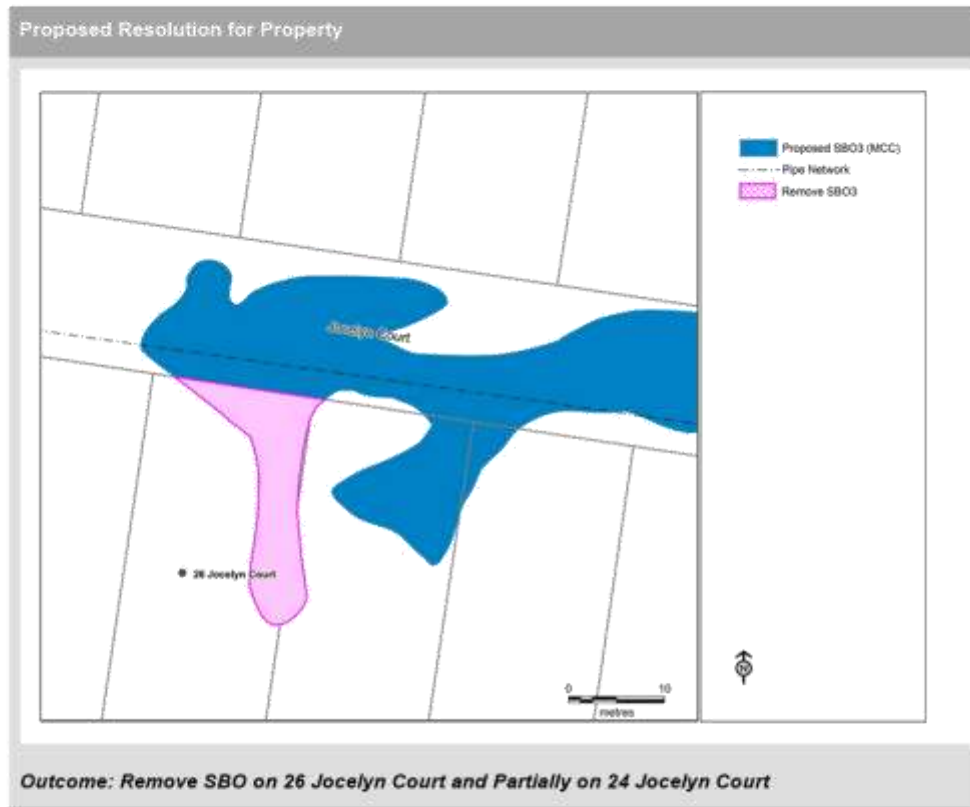 Proposed Resolution for Property
Proposed SBO3 (MCC)
Pipe Network
Remove SBO3
Jocelyn Court
26 Jocelyn Court
N
0 10
metres
Outcome: Remove SBO on 26 Jocelyn Court and Partially on 24 Jocelyn Court